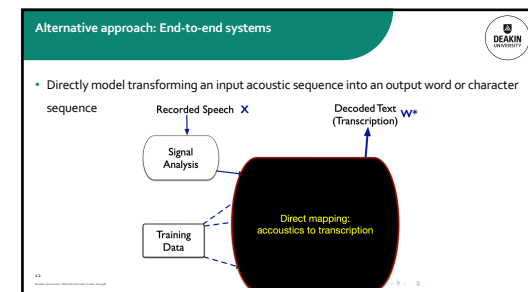 Alternative approach: End-to-end systems
DEAKIN
UNIVERSITY
• Directly model transforming an input acoustic sequence into an output word or character
sequence
Recorded Speech X
Decoded Text W*
(Transcription)
Signal
Analysis
Direct mapping:
accoustics to transcription
Training
Data